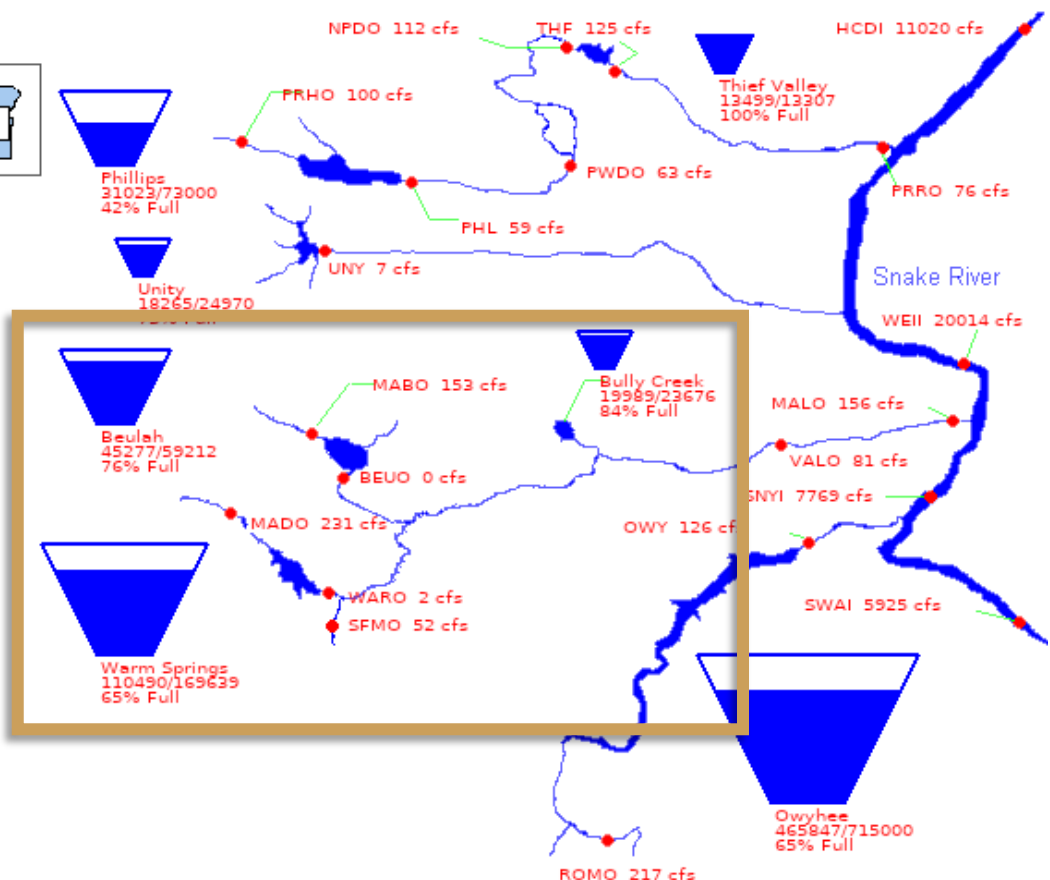 NPDO 112 cfs
THF 125 cfs
HCDI 11020 cfs
Thief Valley
13499/13307
100% Full
PRHO 100 cfs
Phillips
31023/73000
42% Full
PWDO 63 cfs
PRRO 76 cfs
PHL 59 cfs
UNY 7 cfs
Snake River
Unity
18265/24970
WEII 20014 cfs
Beulah
45277/59212
76% Full
MABO 153 cfs
Bully Creek
19989/23676
84% Full
MALO 156 cfs
VALO 81 cfs
BEUO 0 cfs
SNYI 7769 cfs
MADO 231 cfs
OWY 126 cfs
WARO 2 cfs
SFMO 52 cfs
SWAI 5925 cfs
Warm Springs
110490/169639
65% Full
Owyhee
465847/715000
65% Full
ROMO 217 cfs